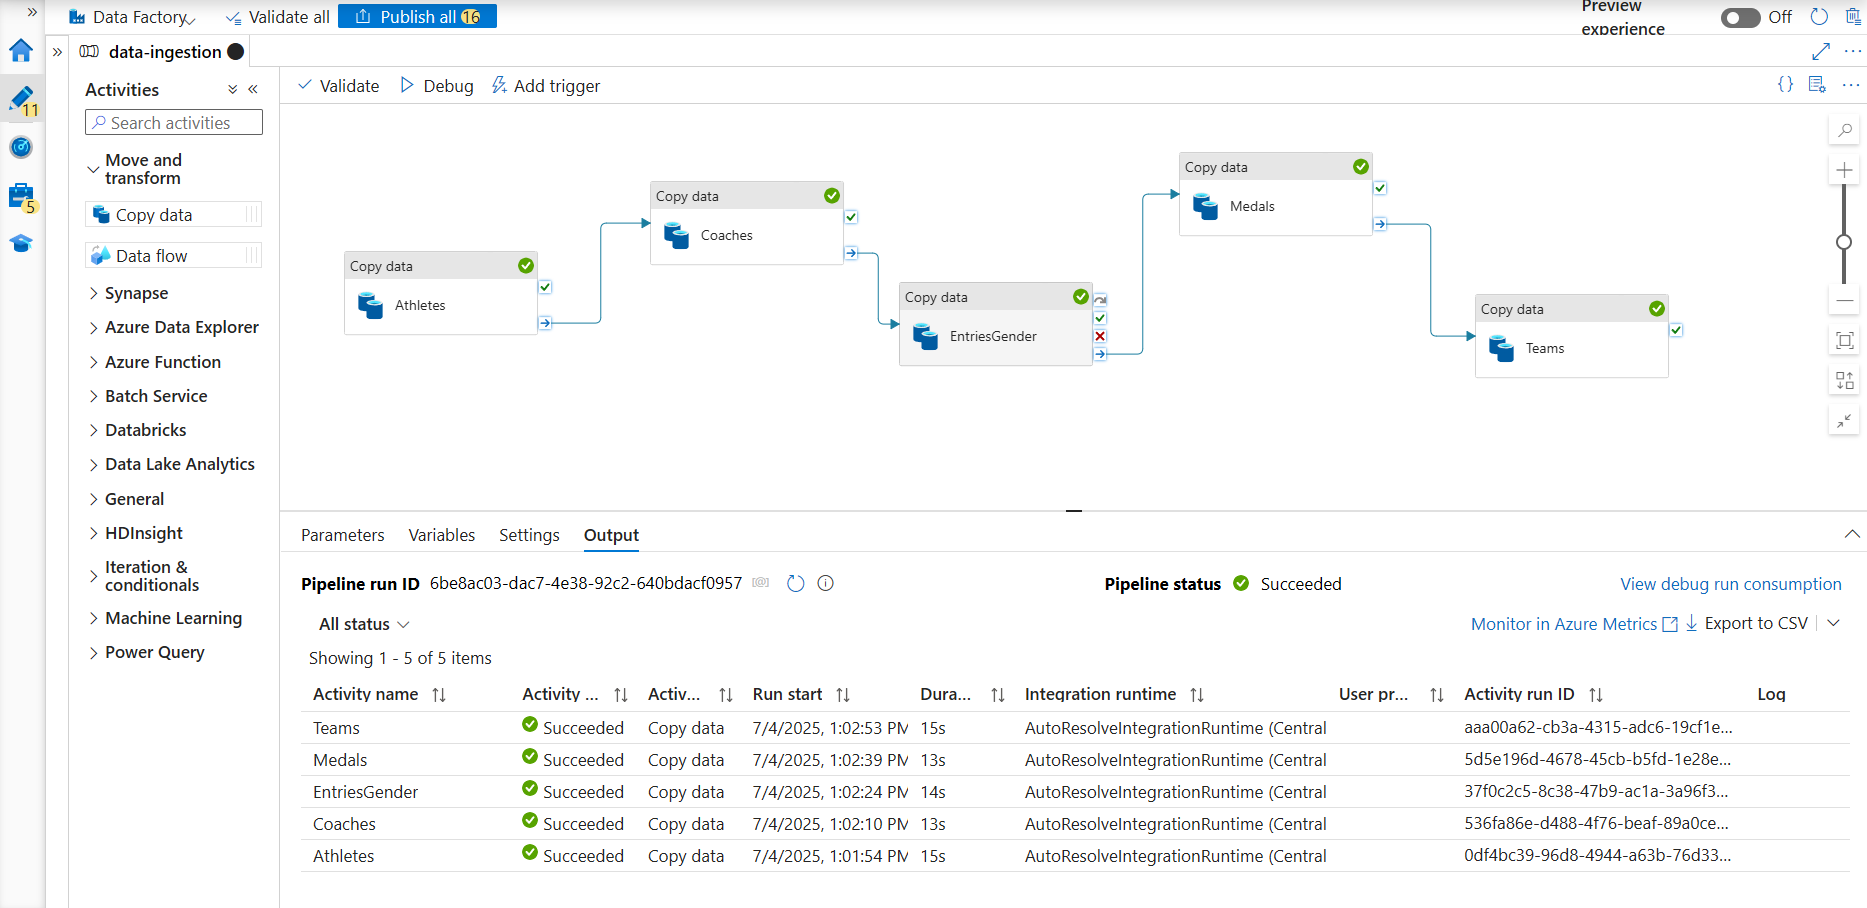 Data Factory
Validate all
Publish all 16
Preview experience
Off
data-ingestion
11
5
Activities
Search activities
Move and transform
Copy data
Data flow
Synapse
Azure Data Explorer
Azure Function
Batch Service
Databricks
Data Lake Analytics
General
HDInsight
Iteration & conditionals
Machine Learning
Power Query
Validate
Debug
Add trigger
Copy data
Athletes
Copy data
Coaches
Copy data
EntriesGender
Copy data
Medals
Copy data
Teams
Parameters Variables Settings Output
Pipeline run ID 6be8ac03-dac7-4e38-92c2-640bdacf0957
Pipeline status Succeeded
View debug run consumption
All status
Monitor in Azure Metrics
Export to CSV
Showing 1 - 5 of 5 items
Activity name Activity ... Activ... Run start Dura... Integration runtime User pr... Activity run ID Log
Teams Succeeded Copy data 7/4/2025, 1:02:53 PM 15s AutoResolveIntegrationRuntime (Central aaa00a62-cb3a-4315-adc6-19cf1e...
Medals Succeeded Copy data 7/4/2025, 1:02:39 PM 13s AutoResolveIntegrationRuntime (Central 5d5e196d-4678-45cb-b5fd-1e28e...
EntriesGender Succeeded Copy data 7/4/2025, 1:02:24 PM 14s AutoResolveIntegrationRuntime (Central 37f0c2c5-8c38-47b9-ac1a-3a96f3...
Coaches Succeeded Copy data 7/4/2025, 1:02:10 PM 13s AutoResolveIntegrationRuntime (Central 536fa86e-d488-4f76-beaf-89a0ce...
Athletes Succeeded Copy data 7/4/2025, 1:01:54 PM 15s AutoResolveIntegrationRuntime (Central 0df4bc39-96d8-4944-a63b-76d33...